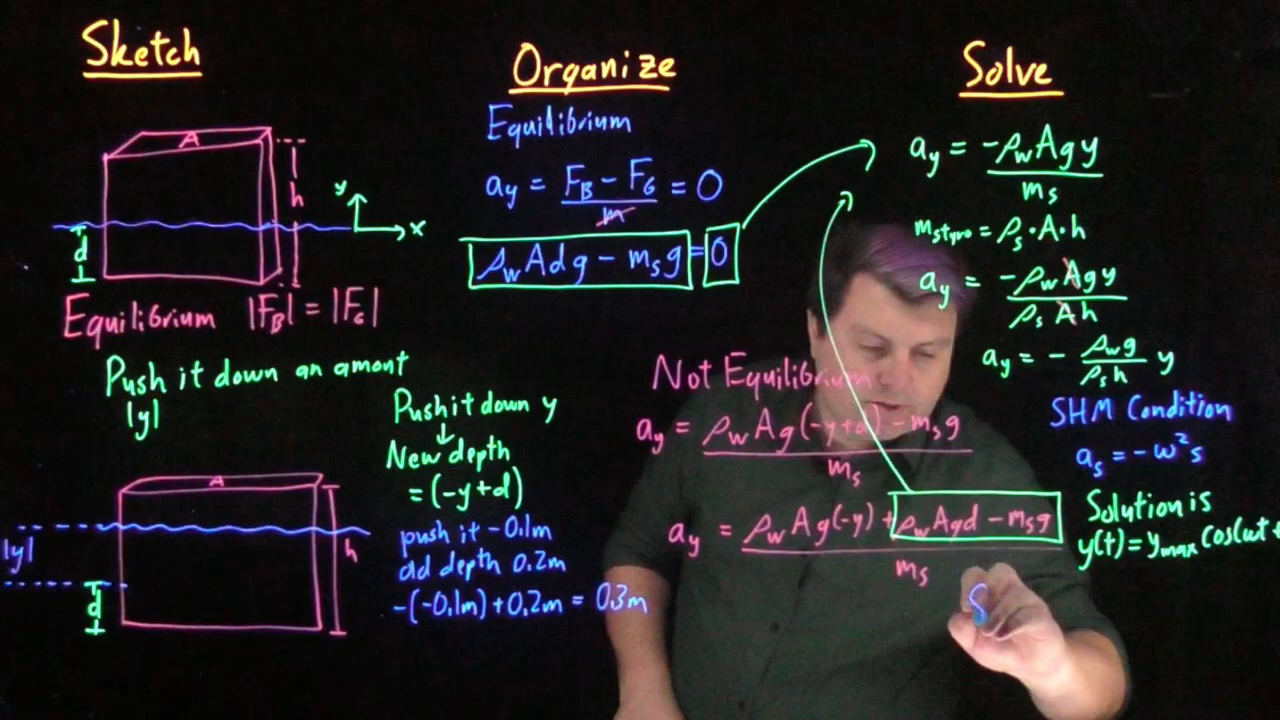 Sketch
A
h
y
x
d
Equilibrium |F_B| = |F_G|
Push it down an amont
|y|
A
|y|
h
d
Push it down y
↓
New depth
= (-y+d)
push it -0.1m
old depth 0.2m
-(-0.1m)+0.2m = 0.3m
Organize
Equilibrium
a_y = (F_B - F_G)/m = 0
ρ_w A d g - m_s g = 0
Not Equilibrium
a_y = (ρ_w A g (-y+d) - m_s g)/m_s
a_y = (ρ_w A g (-y) + ρ_w A g d - m_s g)/m_s
Solve
a_y = -ρ_w A g y / m_s
m_styro = ρ_s · A · h
a_y = -ρ_w A g y / ρ_s A h
a_y = - (ρ_w g / ρ_s h) y
SHM Condition
a_s = -ω² s
Solution is
y(t) = y_max cos(ωt +